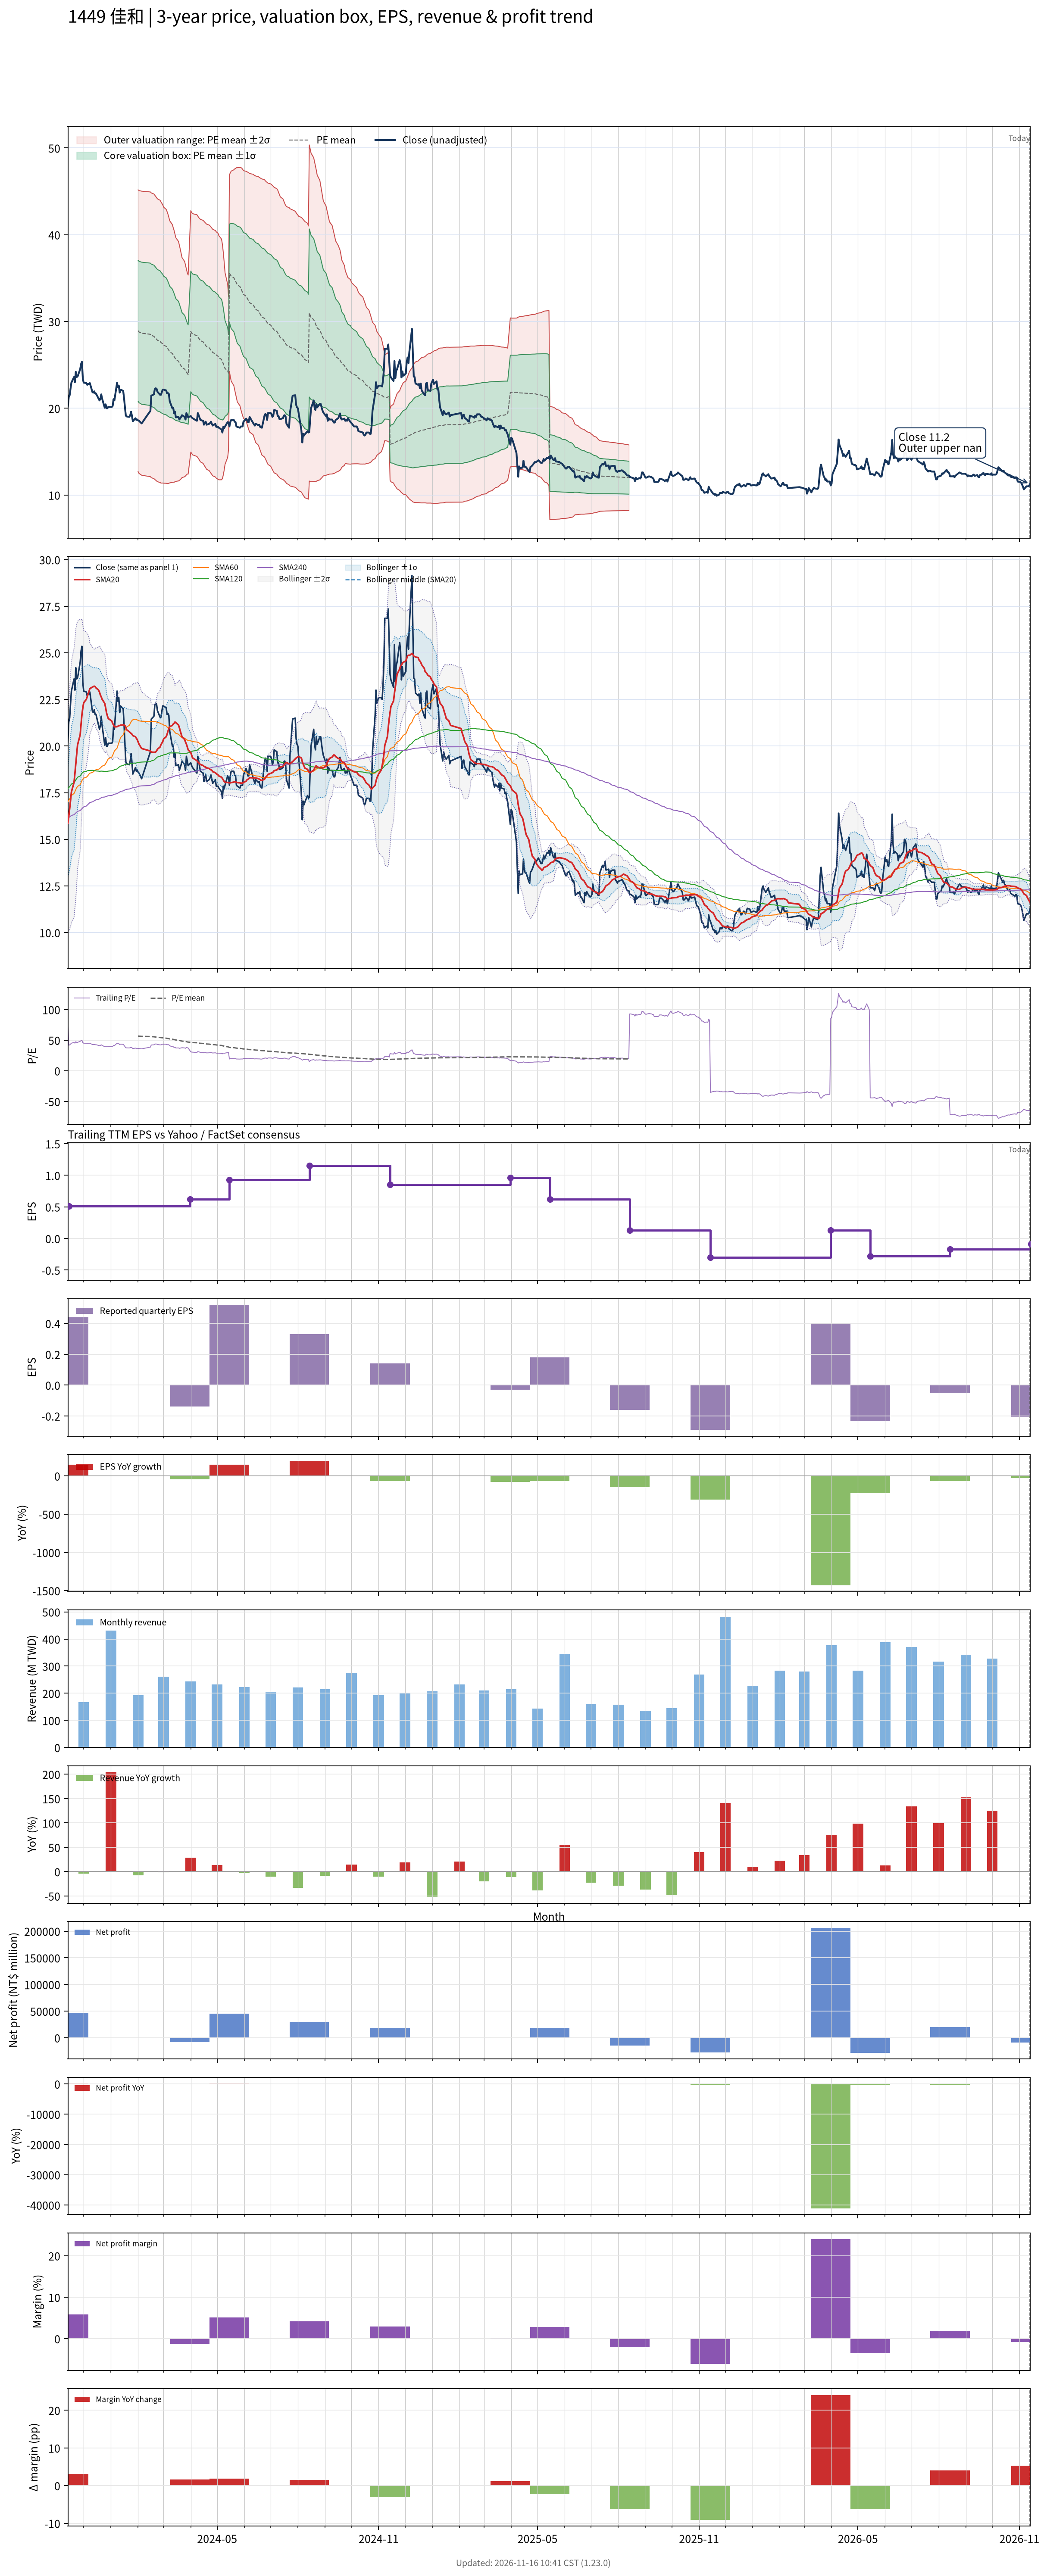 1449 佳和 | 3-year price, valuation box, EPS, revenue & profit trend
Outer valuation range: PE mean ±2σ
Core valuation box: PE mean ±1σ
PE mean
Close (unadjusted)
Today
50
40
30
20
10
Price (TWD)
Close 11.2
Outer upper nan
Close (same as panel 1)
SMA20
SMA60
SMA120
SMA240
Bollinger ±2σ
Bollinger ±1σ
Bollinger middle (SMA20)
30.0
27.5
25.0
22.5
20.0
17.5
15.0
12.5
10.0
Price
Trailing P/E
P/E mean
100
50
0
-50
P/E
Trailing TTM EPS vs Yahoo / FactSet consensus
Today
1.5
1.0
0.5
0.0
-0.5
EPS
Reported quarterly EPS
0.4
0.2
0.0
-0.2
EPS
EPS YoY growth
0
-500
-1000
-1500
YoY (%)
Monthly revenue
500
400
300
200
100
0
Revenue (M TWD)
Revenue YoY growth
200
150
100
50
0
-50
YoY (%)
Month
Net profit
200000
150000
100000
50000
0
Net profit (NT$ million)
Net profit YoY
0
-10000
-20000
-30000
-40000
YoY (%)
Net profit margin
20
10
0
Margin (%)
Margin YoY change
20
10
0
-10
Δ margin (pp)
2024-05
2024-11
2025-05
2025-11
2026-05
2026-11
Updated: 2026-11-16 10:41 CST (1.23.0)